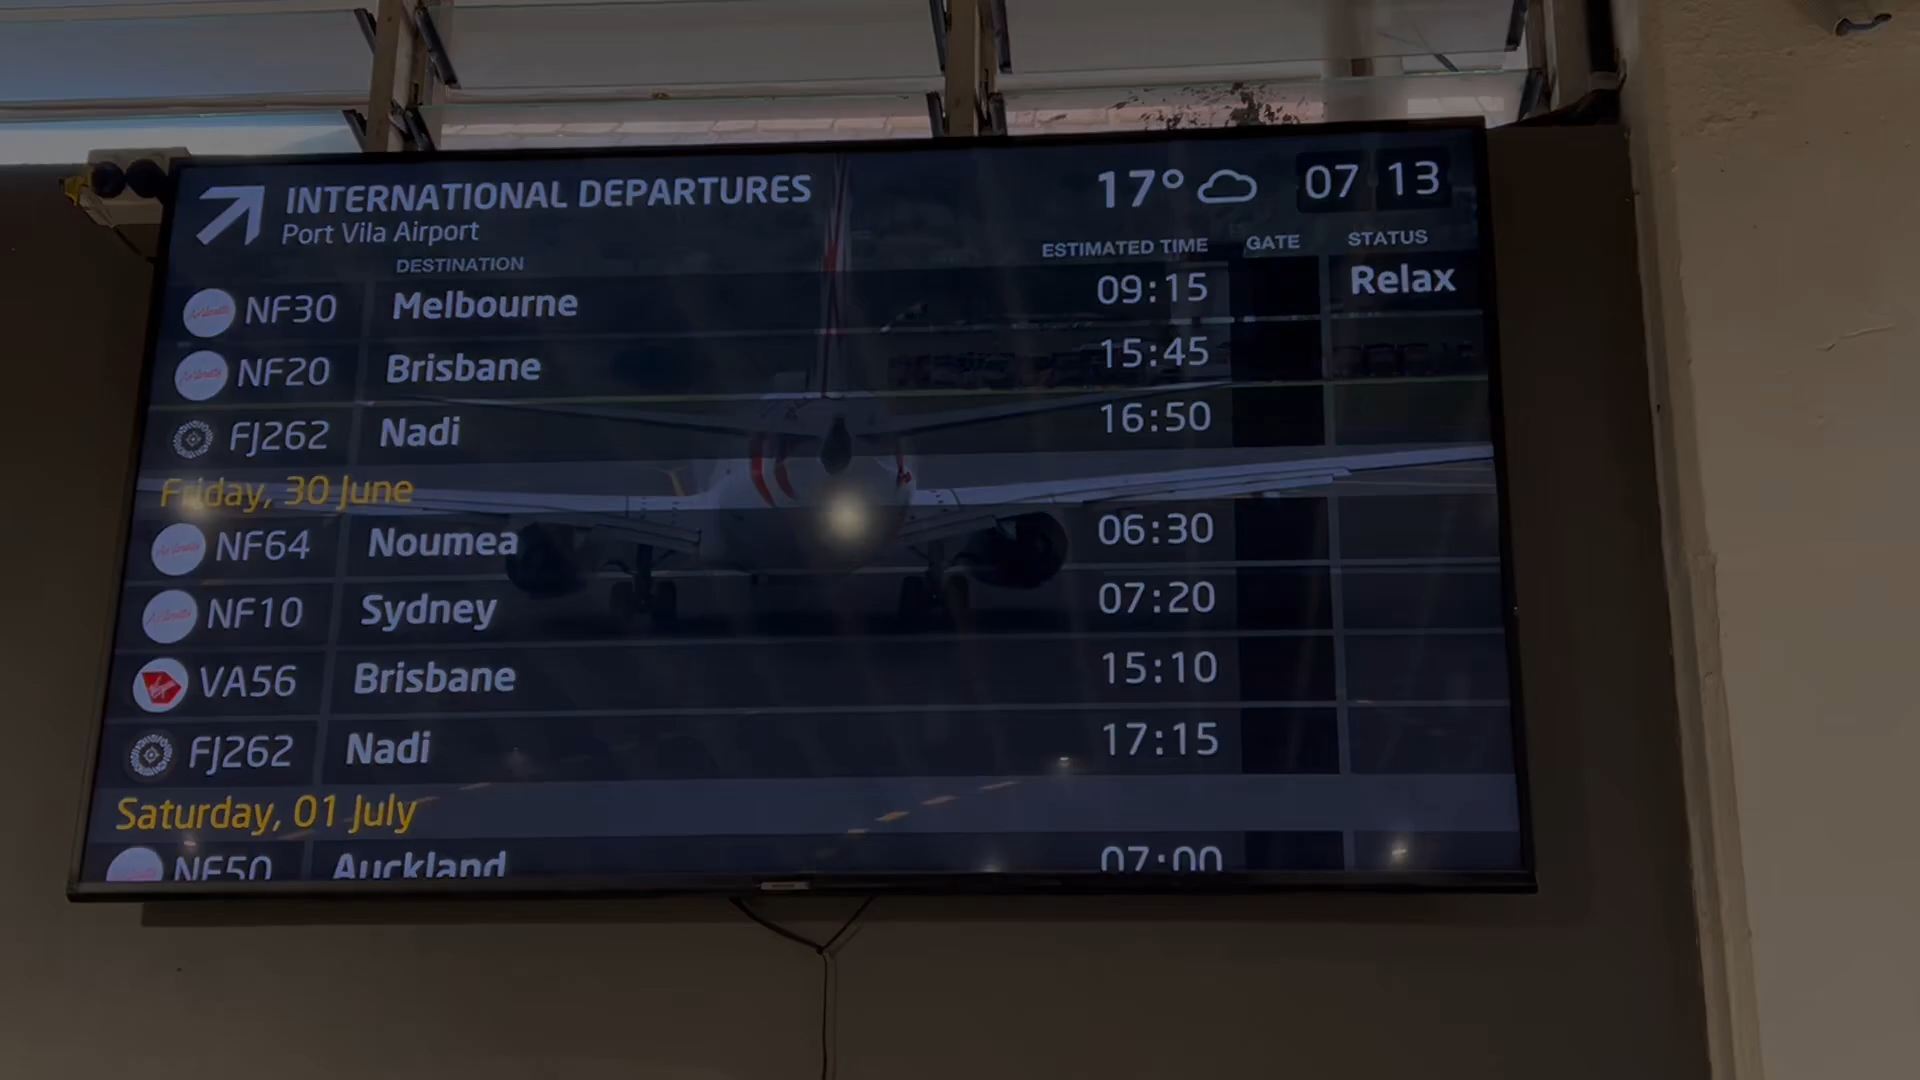 INTERNATIONAL DEPARTURES 17° 07 13
Port Vila Airport
DESTINATION ESTIMATED TIME GATE STATUS
NF30 Melbourne 09:15 Relax
NF20 Brisbane 15:45
FJ262 Nadi 16:50
Friday, 30 June
NF64 Noumea 06:30
NF10 Sydney 07:20
VA56 Brisbane 15:10
FJ262 Nadi 17:15
Saturday, 01 July
NF50 Auckland 07:00